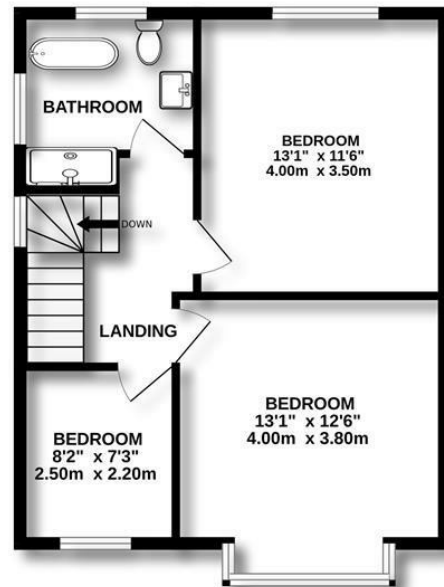 BATHROOM
BEDROOM
13'1" x 11'6"
4.00m x 3.50m
DOWN
LANDING
BEDROOM
13'1" x 12'6"
4.00m x 3.80m
BEDROOM
8'2" x 7'3"
2.50m x 2.20m